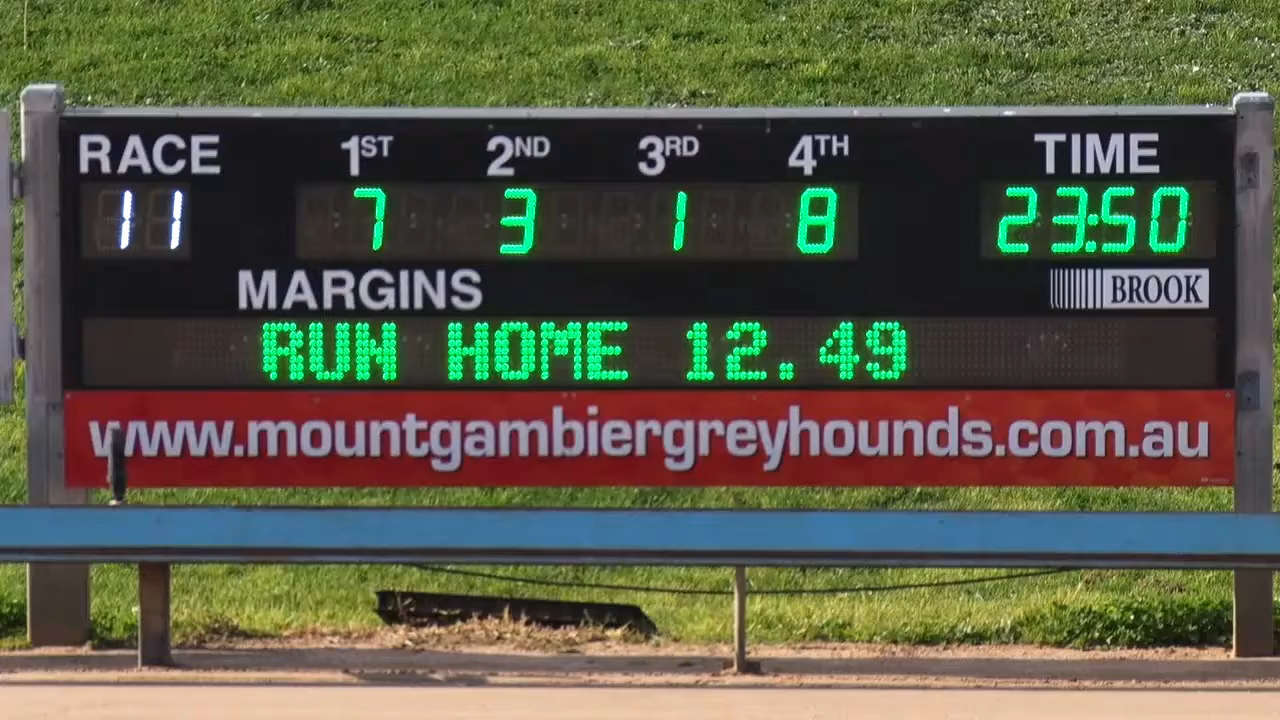 RACE 1ST 2ND 3RD 4TH TIME
11 7 3 1 8 23:50
MARGINS BROOK
RUN HOME 12.49
www.mountgambiergreyhounds.com.au